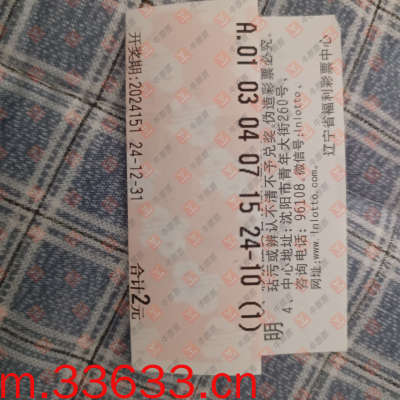 开奖期:2024151 24-12-31
A.01 03 04 07 15 24-10 (1)
合计2元
明
玷污或辨认不清不予兑奖,伪造彩票必究.
4、中心地址:沈阳市青年大街260号、
咨询电话: 96108.微信号:lnlotto、
网址:www.lnlotto.com.
辽宁省福利彩票中心
m.33633.cn